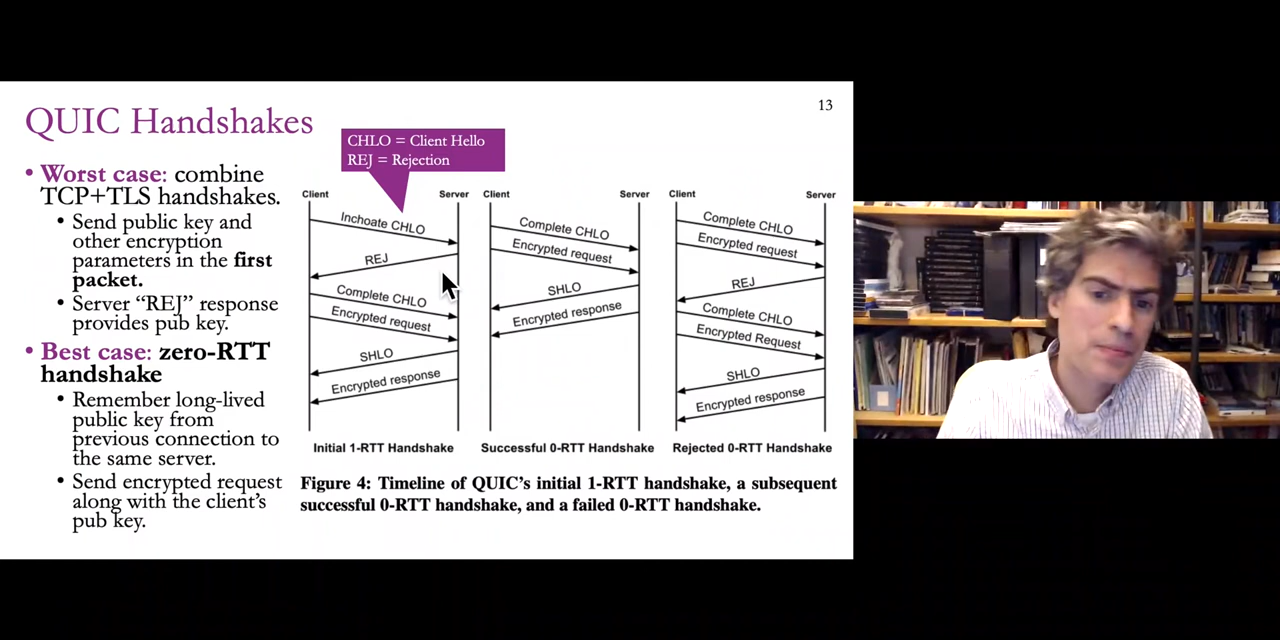 13
QUIC Handshakes
CHLO = Client Hello
REJ = Rejection
• Worst case: combine
TCP+TLS handshakes.
• Send public key and
other encryption
parameters in the first
packet.
• Server “REJ” response
provides pub key.
• Best case: zero-RTT
handshake
• Remember long-lived
public key from
previous connection to
the same server.
• Send encrypted request
along with the client’s
pub key.
Client
Server
Inchoate CHLO
REJ
Complete CHLO
Encrypted request
SHLO
Encrypted response
Initial 1-RTT Handshake
Client
Server
Complete CHLO
Encrypted request
SHLO
Encrypted response
Successful 0-RTT Handshake
Client
Server
Complete CHLO
Encrypted request
REJ
Complete CHLO
Encrypted Request
SHLO
Encrypted response
Rejected 0-RTT Handshake
Figure 4: Timeline of QUIC’s initial 1-RTT handshake, a subsequent
successful 0-RTT handshake, and a failed 0-RTT handshake.